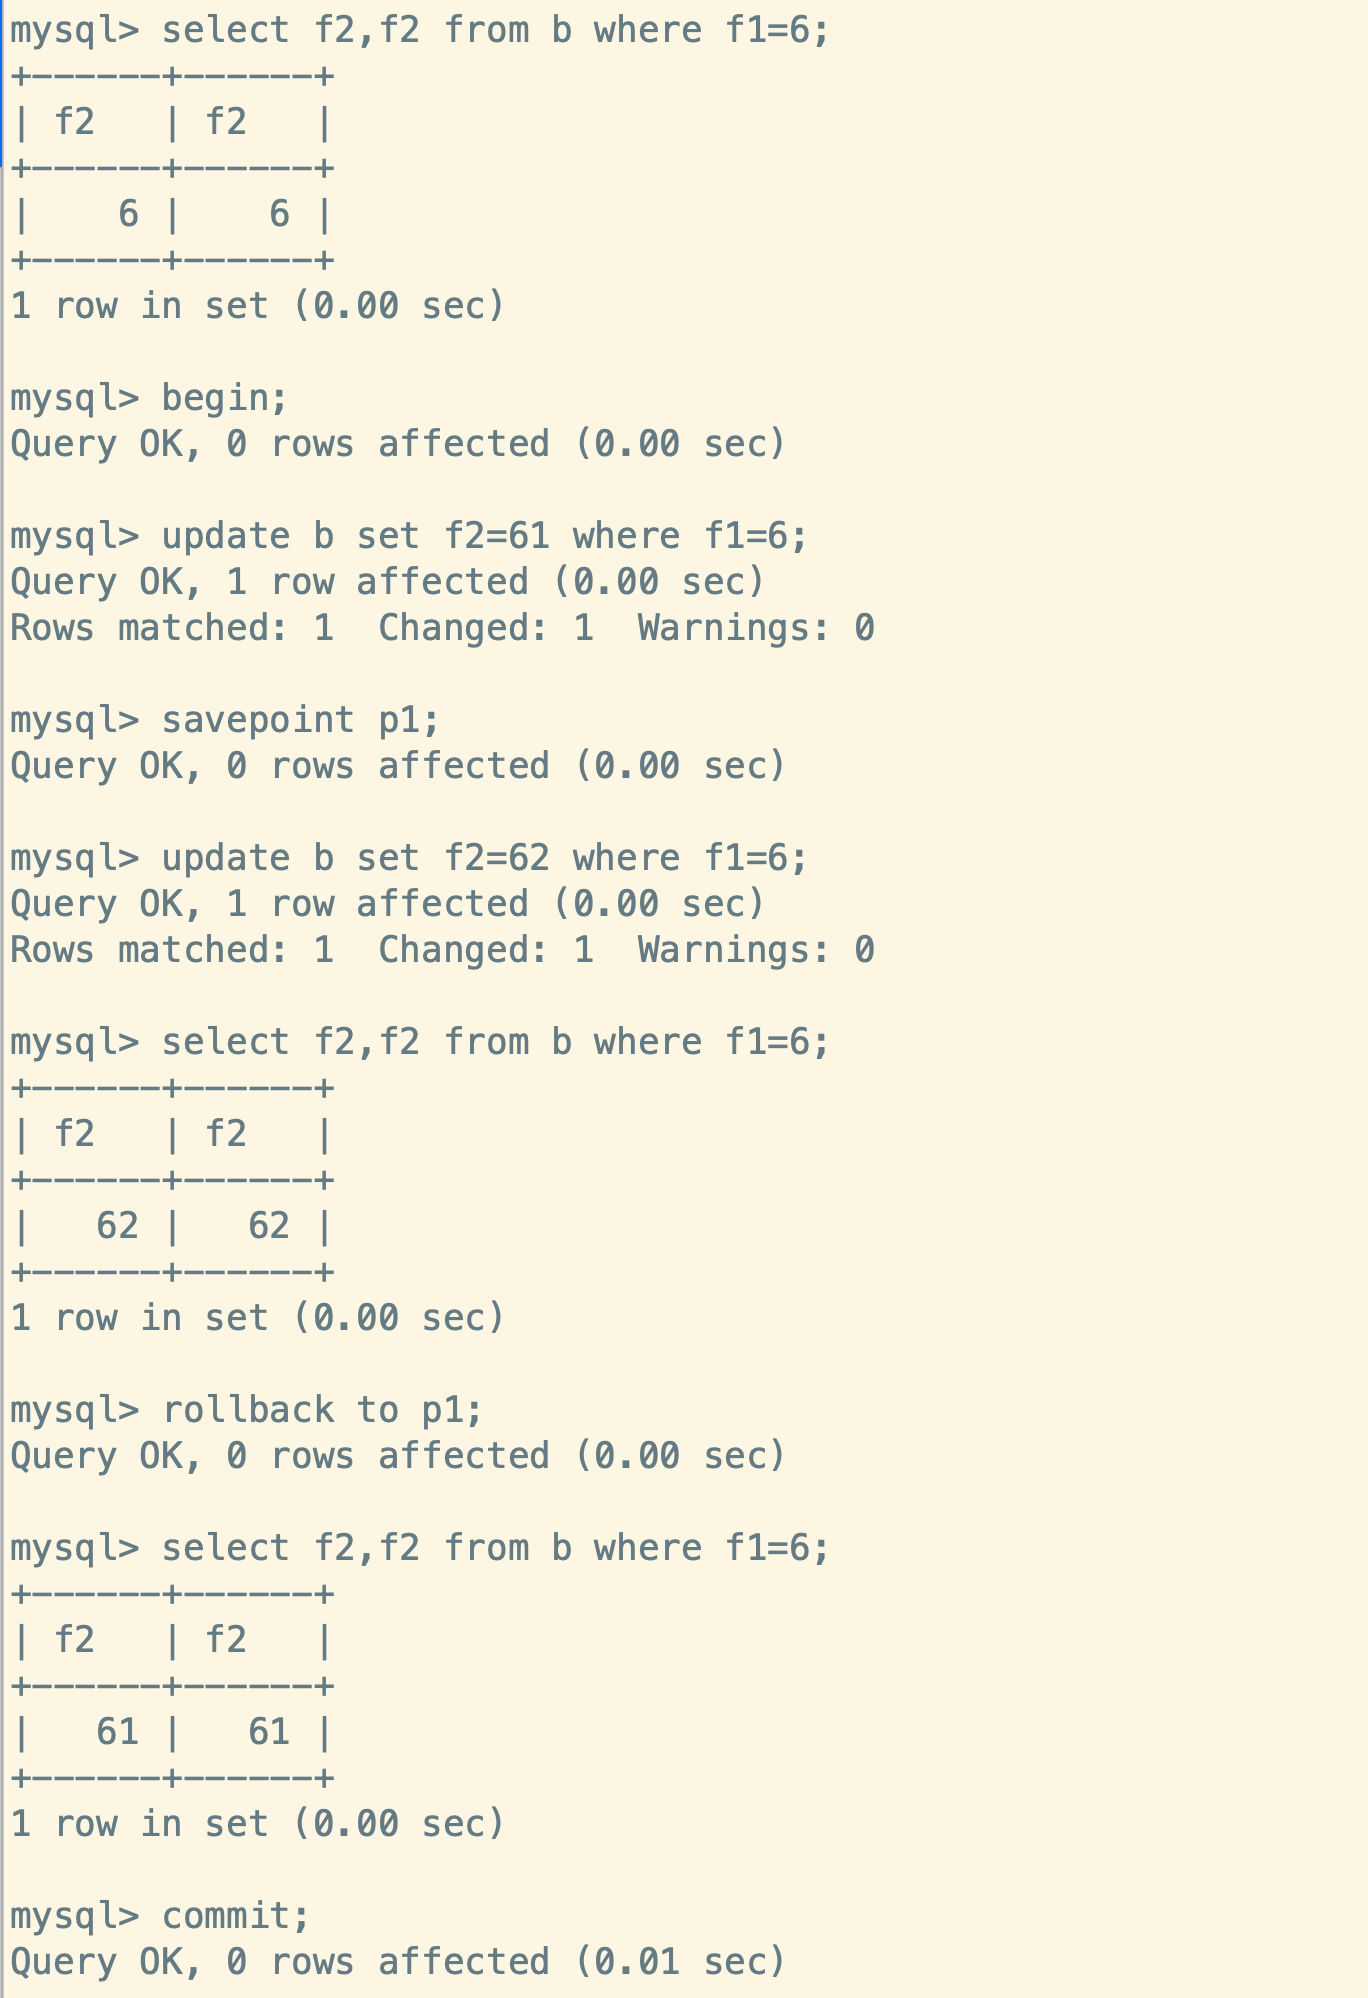 mysql> select f2,f2 from b where f1=6;
+------+------+
| f2   | f2   |
+------+------+
|    6 |    6 |
+------+------+
1 row in set (0.00 sec)

mysql> begin;
Query OK, 0 rows affected (0.00 sec)

mysql> update b set f2=61 where f1=6;
Query OK, 1 row affected (0.00 sec)
Rows matched: 1  Changed: 1  Warnings: 0

mysql> savepoint p1;
Query OK, 0 rows affected (0.00 sec)

mysql> update b set f2=62 where f1=6;
Query OK, 1 row affected (0.00 sec)
Rows matched: 1  Changed: 1  Warnings: 0

mysql> select f2,f2 from b where f1=6;
+------+------+
| f2   | f2   |
+------+------+
|   62 |   62 |
+------+------+
1 row in set (0.00 sec)

mysql> rollback to p1;
Query OK, 0 rows affected (0.00 sec)

mysql> select f2,f2 from b where f1=6;
+------+------+
| f2   | f2   |
+------+------+
|   61 |   61 |
+------+------+
1 row in set (0.00 sec)

mysql> commit;
Query OK, 0 rows affected (0.01 sec)